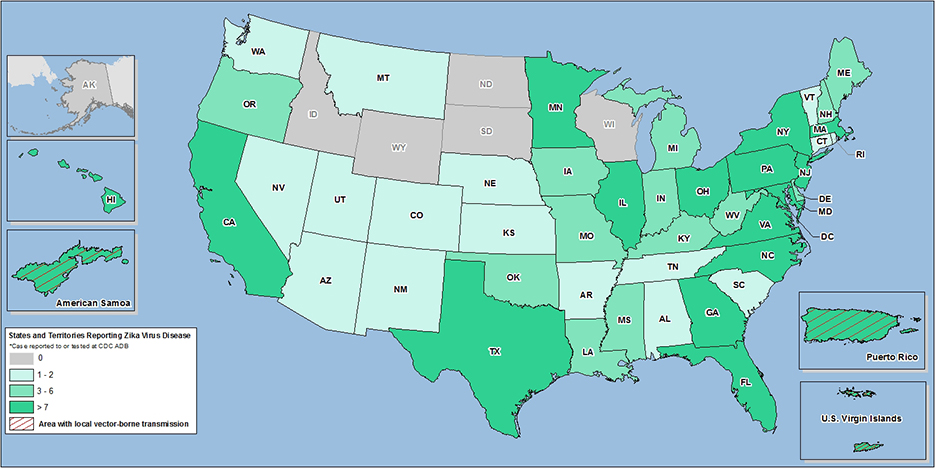 WA
MT
ND
MN
ME
AK
OR
ID
WI
VT
NH
SD
NY
MA
WY
MI
CT
RI
IA
PA
NJ
NE
HI
NV
OH
UT
IL
IN
DE
CA
CO
WV
MD
VA
KS
MO
KY
DC
NC
TN
OK
AZ
NM
AR
SC
American Samoa
MS
AL
GA
States and Territories Reporting Zika Virus Disease
*Case reported to or tested at CDC ADB
0
1 - 2
3 - 6
> 7
Area with local vector-borne transmission
TX
LA
Puerto Rico
FL
U.S. Virgin Islands